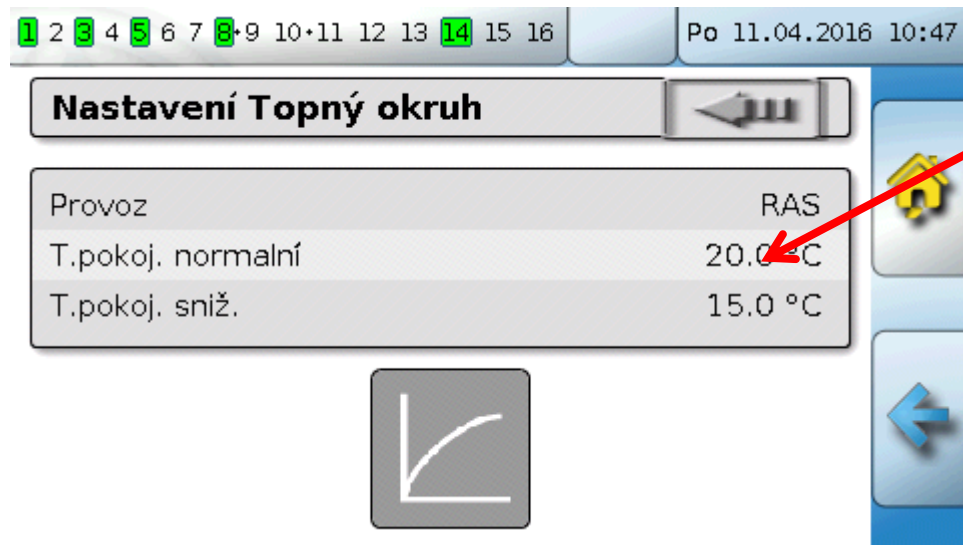 1 2 3 4 5 6 7 8·9 10·11 12 13 14 15 16 Po 11.04.2016 10:47
Nastavení Topný okruh
Provoz RAS
T.pokoj. normalní 20.0 °C
T.pokoj. sniž. 15.0 °C